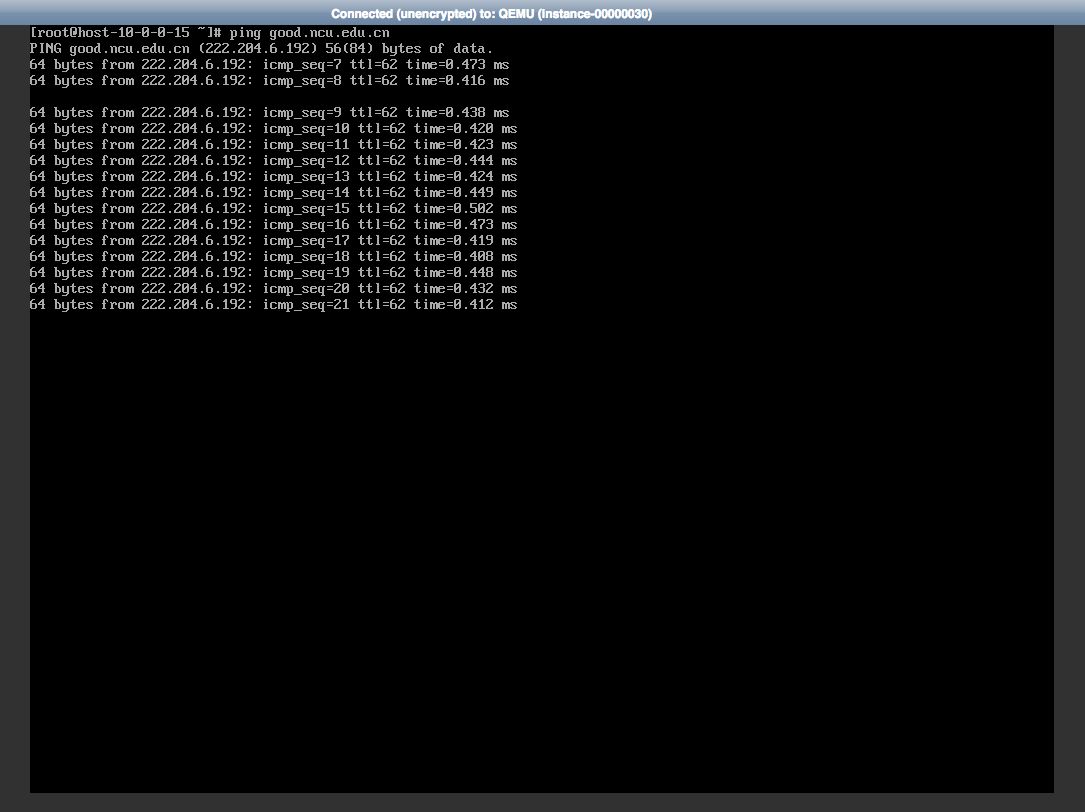 Connected (unencrypted) to: QEMU (instance-00000030)
[root@host-10-0-0-15 ~]# ping good.ncu.edu.cn
PING good.ncu.edu.cn (222.204.6.192) 56(84) bytes of data.
64 bytes from 222.204.6.192: icmp_seq=7 ttl=62 time=0.473 ms
64 bytes from 222.204.6.192: icmp_seq=8 ttl=62 time=0.416 ms
64 bytes from 222.204.6.192: icmp_seq=9 ttl=62 time=0.438 ms
64 bytes from 222.204.6.192: icmp_seq=10 ttl=62 time=0.420 ms
64 bytes from 222.204.6.192: icmp_seq=11 ttl=62 time=0.423 ms
64 bytes from 222.204.6.192: icmp_seq=12 ttl=62 time=0.444 ms
64 bytes from 222.204.6.192: icmp_seq=13 ttl=62 time=0.424 ms
64 bytes from 222.204.6.192: icmp_seq=14 ttl=62 time=0.449 ms
64 bytes from 222.204.6.192: icmp_seq=15 ttl=62 time=0.502 ms
64 bytes from 222.204.6.192: icmp_seq=16 ttl=62 time=0.473 ms
64 bytes from 222.204.6.192: icmp_seq=17 ttl=62 time=0.419 ms
64 bytes from 222.204.6.192: icmp_seq=18 ttl=62 time=0.408 ms
64 bytes from 222.204.6.192: icmp_seq=19 ttl=62 time=0.448 ms
64 bytes from 222.204.6.192: icmp_seq=20 ttl=62 time=0.432 ms
64 bytes from 222.204.6.192: icmp_seq=21 ttl=62 time=0.412 ms